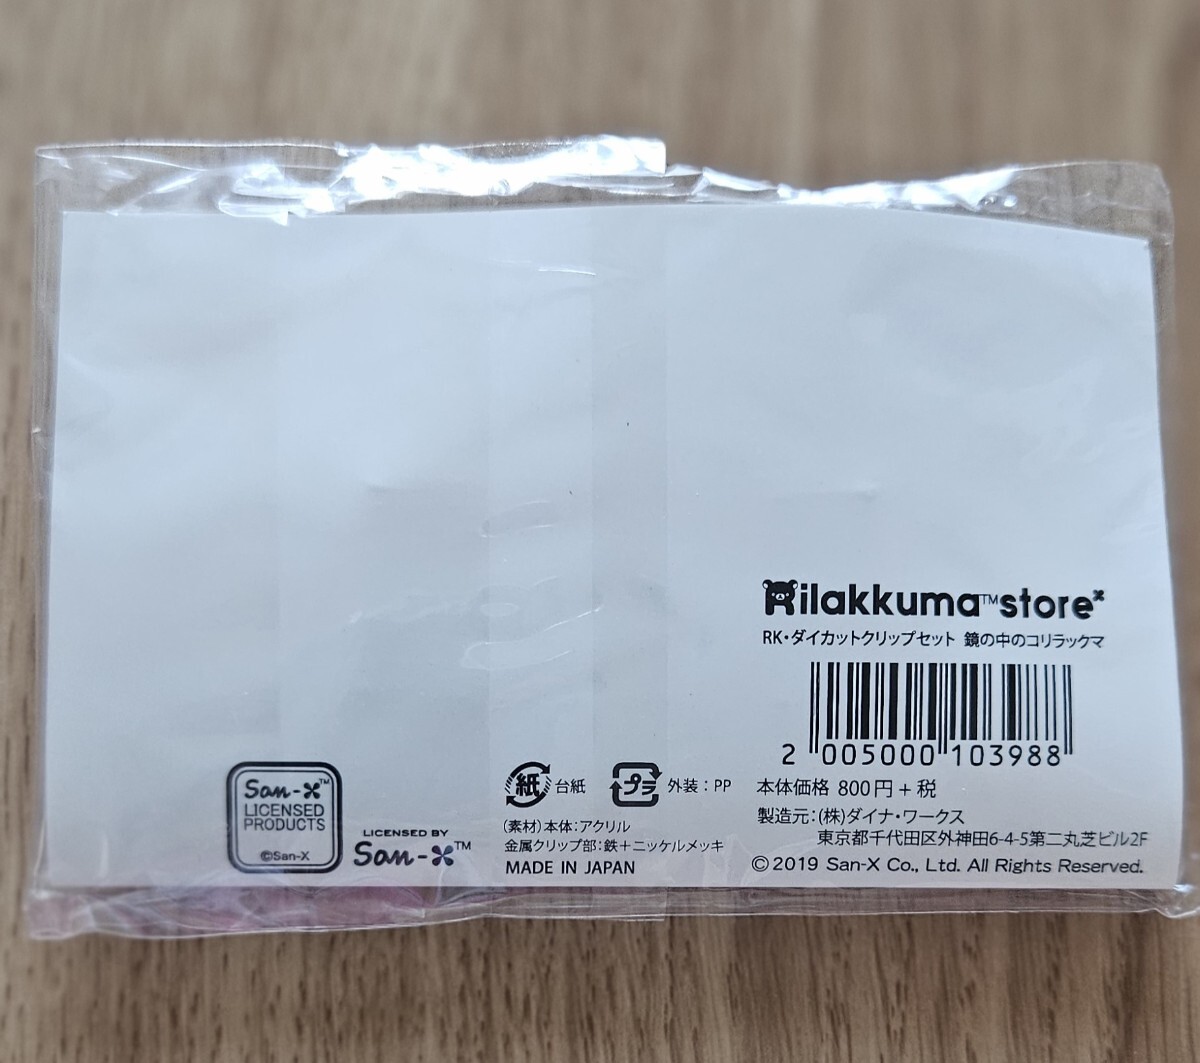 Rilakkuma™store
RK・ダイカットクリップセット 鏡の中のコリラックマ
2 005000 103988
本体価格 800円+税
製造元:(株)ダイナ・ワークス
東京都千代田区外神田6-4-5第二丸芝ビル2F
©2019 San-X Co., Ltd. All Rights Reserved.
紙 台紙
プラ 外装:PP
(素材)本体:アクリル
金属クリップ部:鉄+ニッケルメッキ
MADE IN JAPAN
San-X™
LICENSED
PRODUCTS
©San-X
LICENSED BY
San-X™